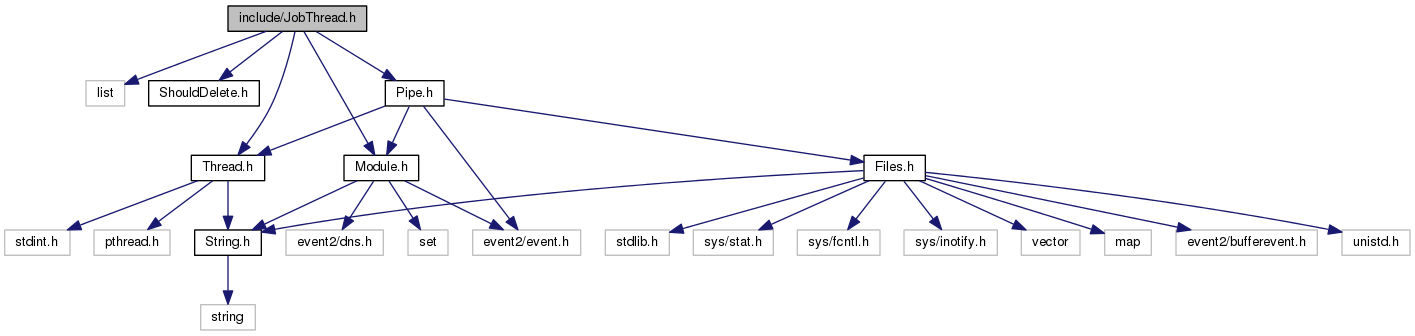 include/JobThread.h
list
ShouldDelete.h
Pipe.h
Thread.h
Module.h
Files.h
stdint.h
pthread.h
String.h
event2/dns.h
set
event2/event.h
stdlib.h
sys/stat.h
sys/fcntl.h
sys/inotify.h
vector
map
event2/bufferevent.h
unistd.h
string